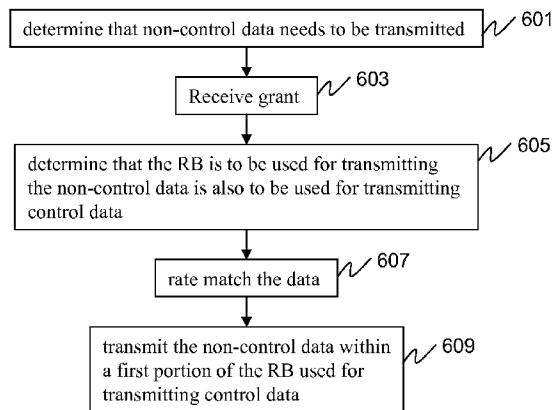 determine that non-control data needs to be transmitted
601
Receive grant
603
determine that the RB is to be used for transmitting
the non-control data is also to be used for transmitting
control data
605
rate match the data
607
transmit the non-control data within
a first portion of the RB used for
transmitting control data
609